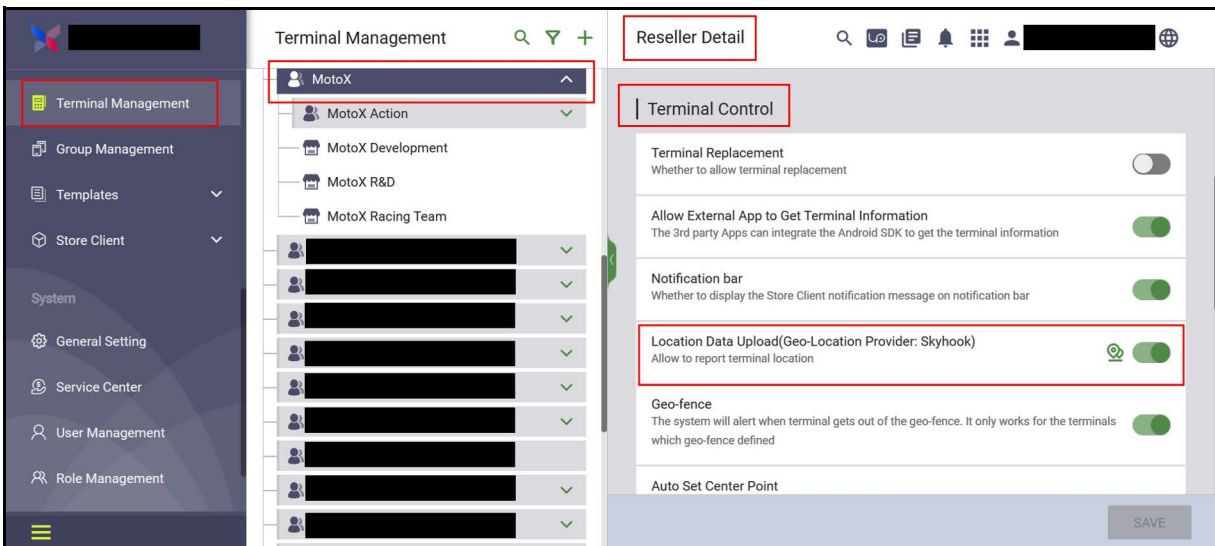 Terminal Management
Group Management
Templates
Store Client
System
General Setting
Service Center
User Management
Role Management
Terminal Management
MotoX
MotoX Action
MotoX Development
MotoX R&D
MotoX Racing Team
Reseller Detail
Terminal Control
Terminal Replacement
Whether to allow terminal replacement
Allow External App to Get Terminal Information
The 3rd party Apps can integrate the Android SDK to get the terminal information
Notification bar
Whether to display the Store Client notification message on notification bar
Location Data Upload(Geo-Location Provider: Skyhook)
Allow to report terminal location
Geo-fence
The system will alert when terminal gets out of the geo-fence. It only works for the terminals
which geo-fence defined
Auto Set Center Point
SAVE